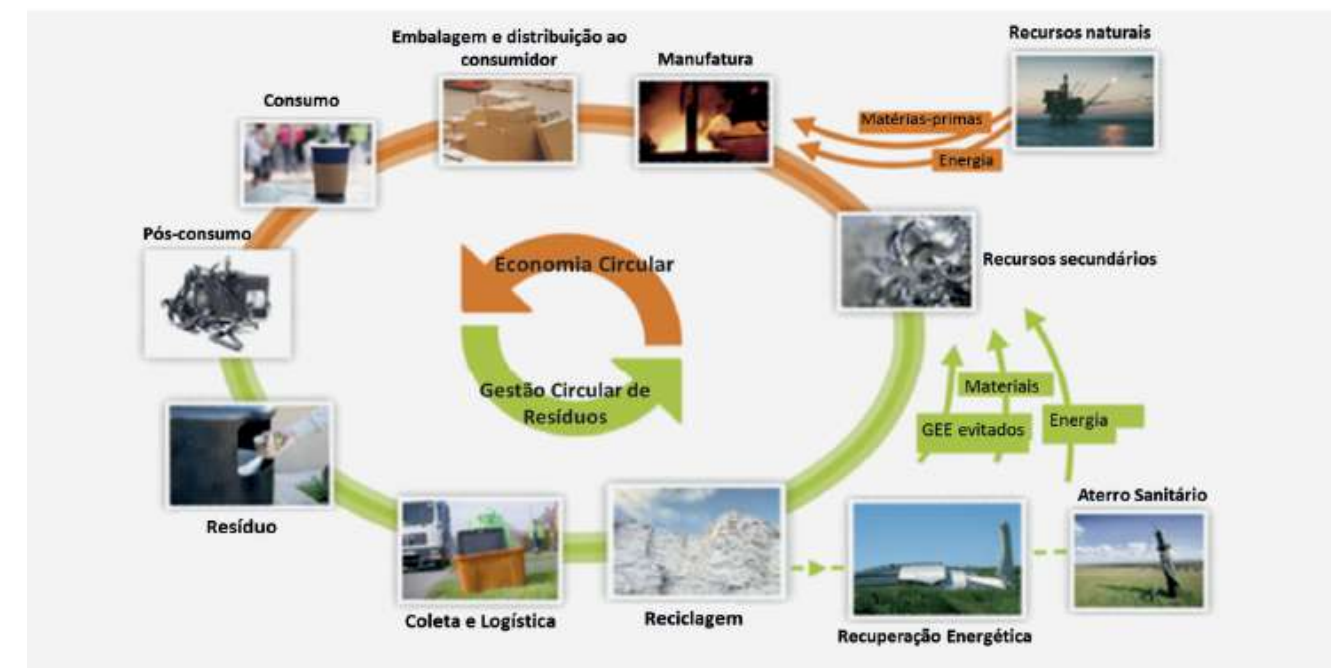 Recursos naturais
Embalagem e distribuição ao
consumidor
Manufatura
Consumo
Matérias-primas
Energia
Pós-consumo
Economia Circular
Recursos secundários
Gestão Circular de
Resíduos
Materiais
GEE evitados
Energia
Aterro Sanitário
Resíduo
Coleta e Logística
Reciclagem
Recuperação Energética